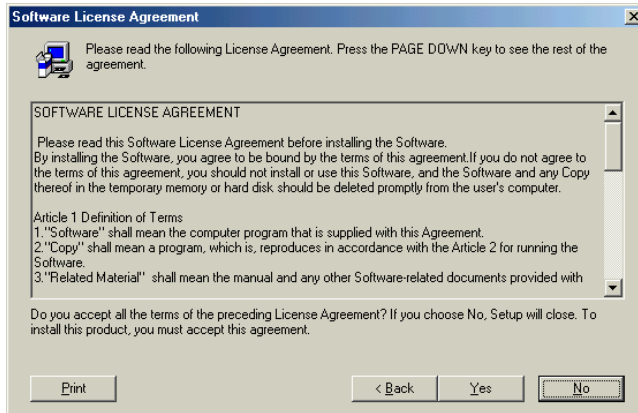 Software License Agreement
Please read the following License Agreement. Press the PAGE DOWN key to see the rest of the
agreement.
SOFTWARE LICENSE AGREEMENT
Please read this Software License Agreement before installing the Software.
By installing the Software, you agree to be bound by the terms of this agreement.If you do not agree to
the terms of this agreement, you should not install or use this Software, and the Software and any Copy
thereof in the temporary memory or hard disk should be deleted promptly from the user's computer.
Article 1 Definition of Terms
1."Software" shall mean the computer program that is supplied with this Agreement.
2."Copy" shall mean a program, which is, reproduces in accordance with the Article 2 for running the
Software.
3."Related Material" shall mean the manual and any other Software-related documents provided with
Do you accept all the terms of the preceding License Agreement? If you choose No, Setup will close. To
install this product, you must accept this agreement.
Print
< Back
Yes
No